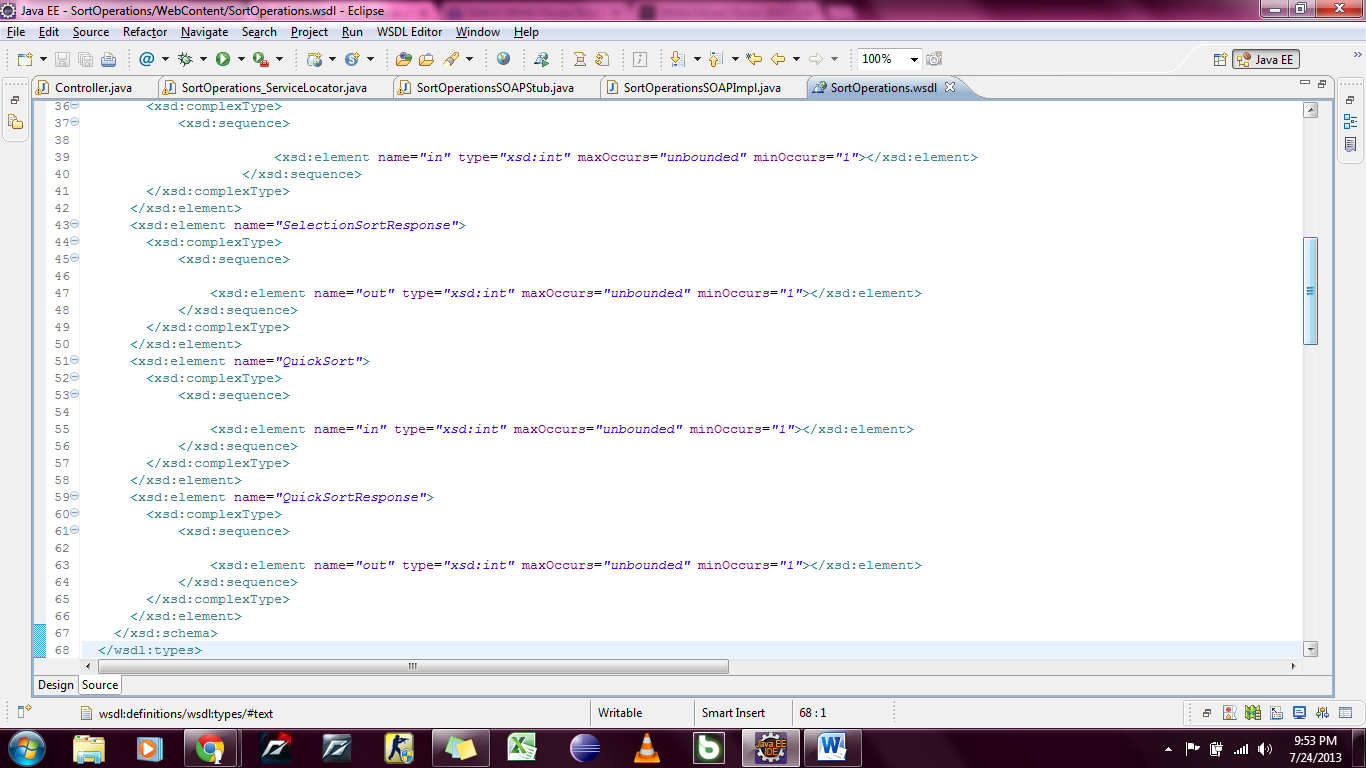 Java EE - SortOperations/WebContent/SortOperations.wsdl - Eclipse
File Edit Source Refactor Navigate Search Project Run WSDL Editor Window Help
100% Java EE
Controller.java SortOperations_ServiceLocator.java SortOperationsSOAPStub.java SortOperationsSOAPImpl.java SortOperations.wsdl
36 <xsd:complexType>
37 <xsd:sequence>
38
39 <xsd:element name="in" type="xsd:int" maxOccurs="unbounded" minOccurs="1"></xsd:element>
40 </xsd:sequence>
41 </xsd:complexType>
42 </xsd:element>
43 <xsd:element name="SelectionSortResponse">
44 <xsd:complexType>
45 <xsd:sequence>
46
47 <xsd:element name="out" type="xsd:int" maxOccurs="unbounded" minOccurs="1"></xsd:element>
48 </xsd:sequence>
49 </xsd:complexType>
50 </xsd:element>
51 <xsd:element name="QuickSort">
52 <xsd:complexType>
53 <xsd:sequence>
54
55 <xsd:element name="in" type="xsd:int" maxOccurs="unbounded" minOccurs="1"></xsd:element>
56 </xsd:sequence>
57 </xsd:complexType>
58 </xsd:element>
59 <xsd:element name="QuickSortResponse">
60 <xsd:complexType>
61 <xsd:sequence>
62
63 <xsd:element name="out" type="xsd:int" maxOccurs="unbounded" minOccurs="1"></xsd:element>
64 </xsd:sequence>
65 </xsd:complexType>
66 </xsd:element>
67 </xsd:schema>
68 </wsdl:types>
Design Source
wsdl:definitions/wsdl:types/#text Writable Smart Insert 68 : 1
Java EE
IDE
9:53 PM
7/24/2013